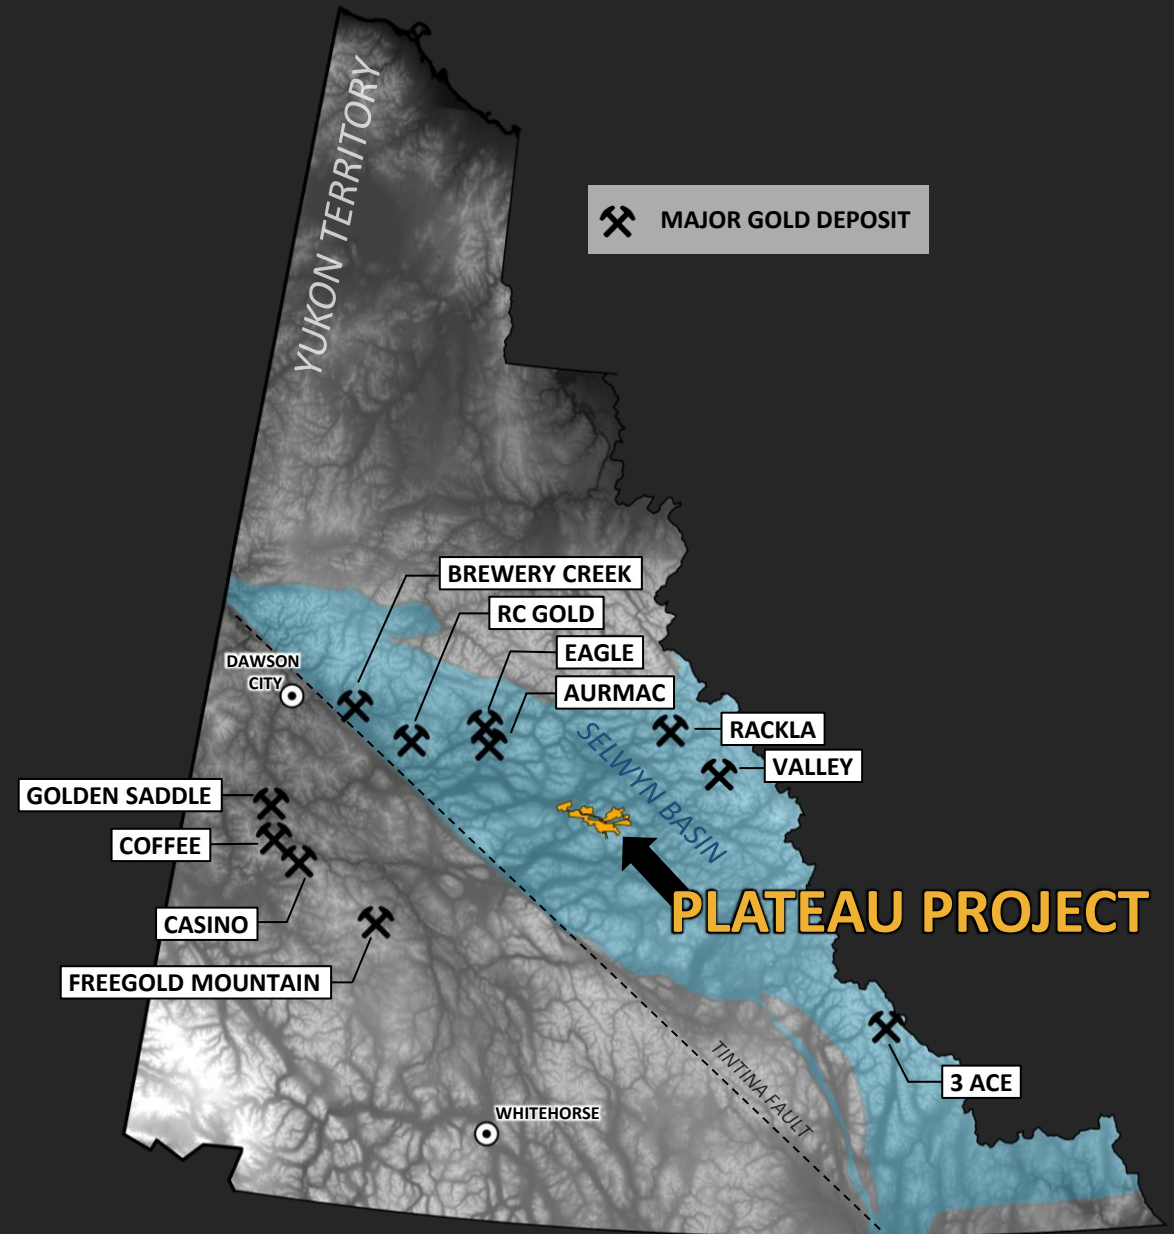 YUKON TERRITORY
MAJOR GOLD DEPOSIT
BREWERY CREEK
RC GOLD
EAGLE
DAWSON
CITY
AURMAC
RACKLA
SELWYN BASIN
VALLEY
GOLDEN SADDLE
COFFEE
PLATEAU PROJECT
CASINO
FREEGOLD MOUNTAIN
3 ACE
TINTINA FAULT
WHITEHORSE